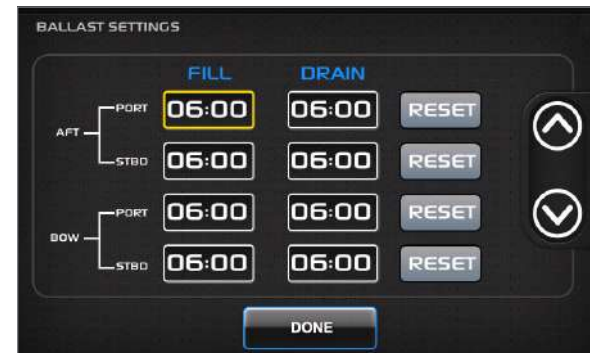 BALLAST SETTINGS
FILL DRAIN
PORT 06:00 06:00 RESET
AFT
STBD 06:00 06:00 RESET
PORT 06:00 06:00 RESET
BOW
STBD 06:00 06:00 RESET
DONE